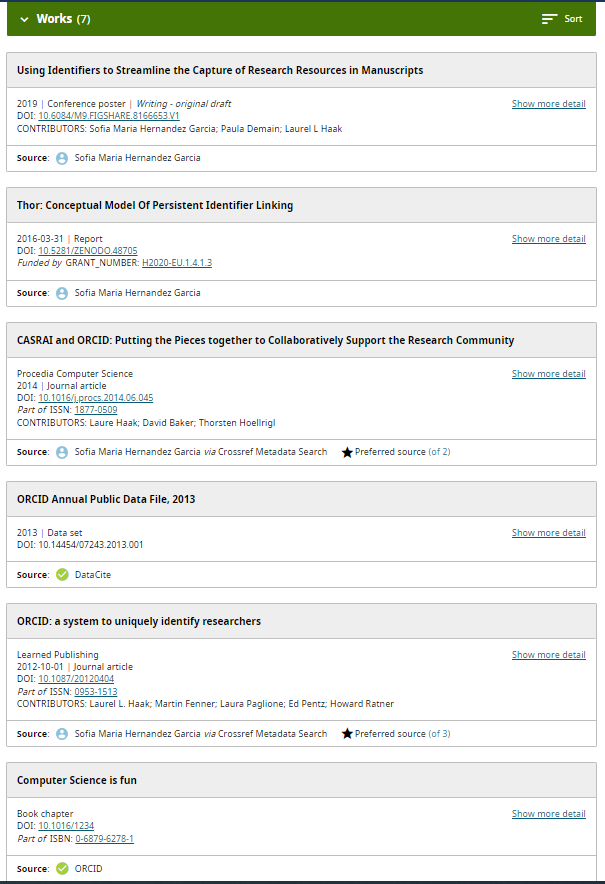 Works (7)
Sort
Using Identifiers to Streamline the Capture of Research Resources in Manuscripts
2019 | Conference poster | Writing - original draft
Show more detail
DOI: 10.6084/M9.FIGSHARE.8166653.V1
CONTRIBUTORS: Sofia Maria Hernandez Garcia; Paula Demain; Laurel L Haak
Source: Sofia Maria Hernandez Garcia
Thor: Conceptual Model Of Persistent Identifier Linking
2016-03-31 | Report
Show more detail
DOI: 10.5281/ZENODO.48705
Funded by GRANT_NUMBER: H2020-EU.1.4.1.3
Source: Sofia Maria Hernandez Garcia
CASRAI and ORCID: Putting the Pieces together to Collaboratively Support the Research Community
Procedia Computer Science
Show more detail
2014 | Journal article
DOI: 10.1016/j.procs.2014.06.045
Part of ISSN: 1877-0509
CONTRIBUTORS: Laure Haak; David Baker; Thorsten Hoellrigl
Source: Sofia Maria Hernandez Garcia via Crossref Metadata Search ★ Preferred source (of 2)
ORCID Annual Public Data File, 2013
2013 | Data set
Show more detail
DOI: 10.14454/07243.2013.001
Source: DataCite
ORCID: a system to uniquely identify researchers
Learned Publishing
Show more detail
2012-10-01 | Journal article
DOI: 10.1087/20120404
Part of ISSN: 0953-1513
CONTRIBUTORS: Laurel L. Haak; Martin Fenner; Laura Paglione; Ed Pentz; Howard Ratner
Source: Sofia Maria Hernandez Garcia via Crossref Metadata Search ★ Preferred source (of 3)
Computer Science is fun
Book chapter
Show more detail
DOI: 10.1016/1234
Part of ISBN: 0-6879-6278-1
Source: ORCID